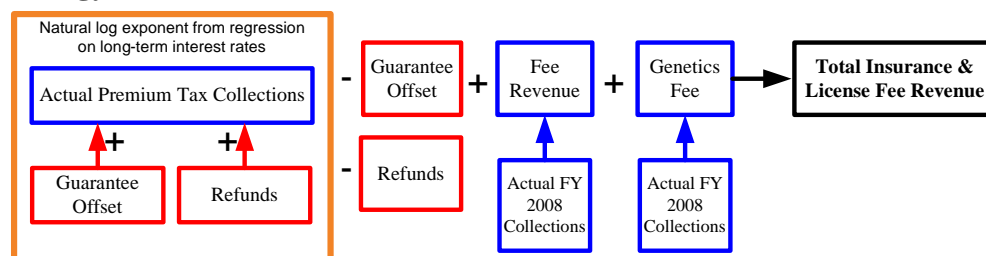 Natural log exponent from regression
on long-term interest rates
Actual Premium Tax Collections
+
+
Guarantee
Offset
Refunds
-
Guarantee
Offset
-
Refunds
+
Fee
Revenue
Actual FY
2008
Collections
+
Genetics
Fee
Actual FY
2008
Collections
Total Insurance &
License Fee Revenue